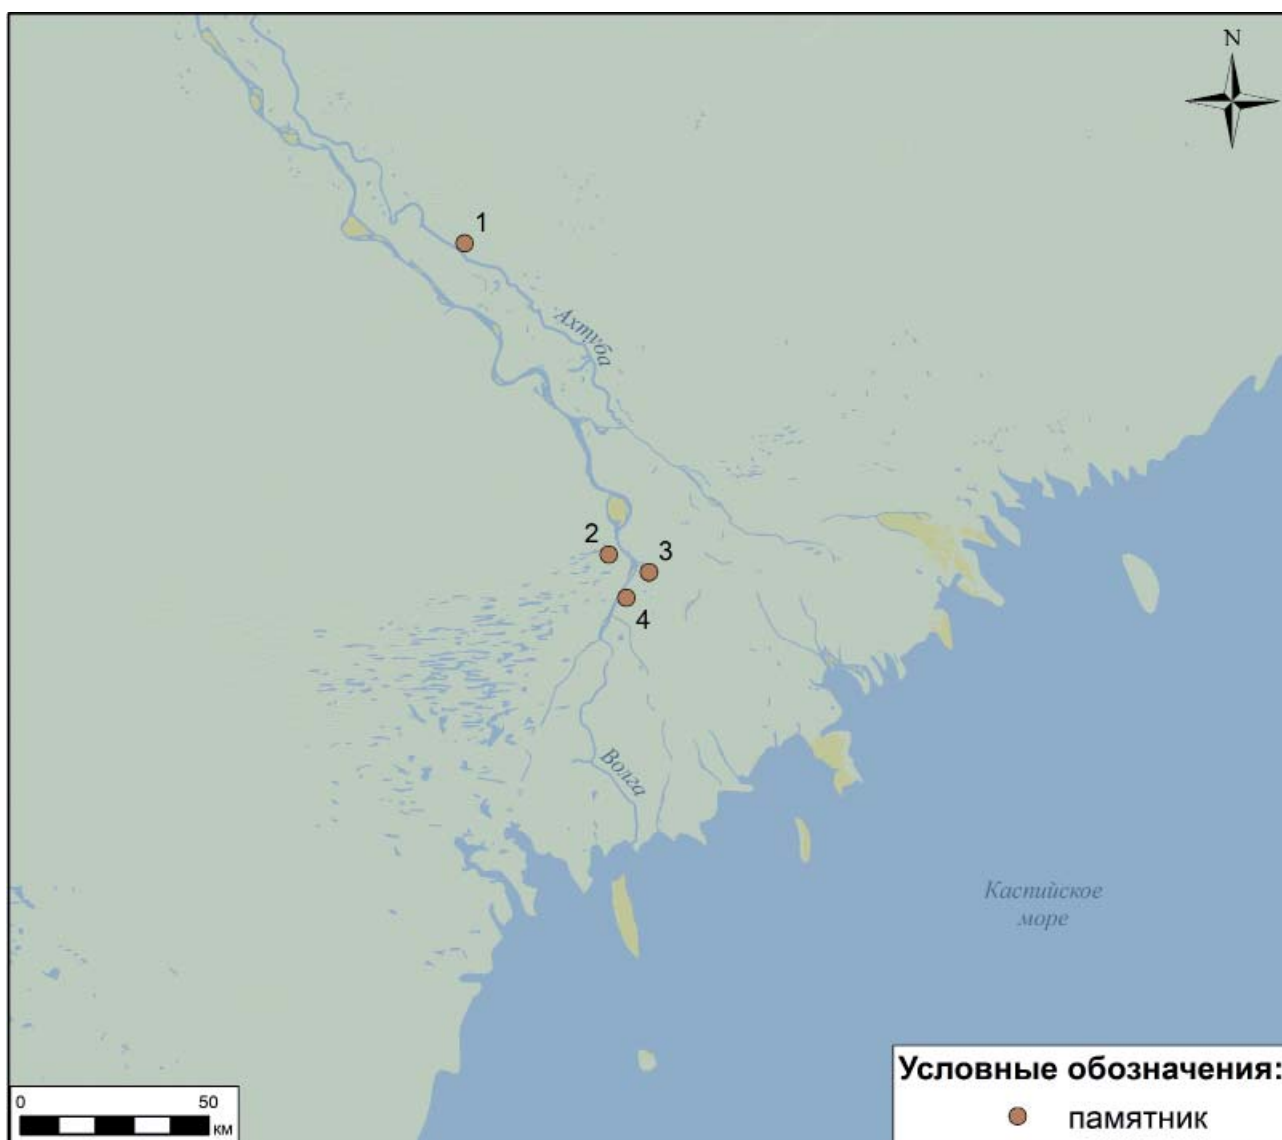 N
1
Ахтуба
2
3
4
Волга
Каспийское
море
Условные обозначения:
памятник
0 50
км